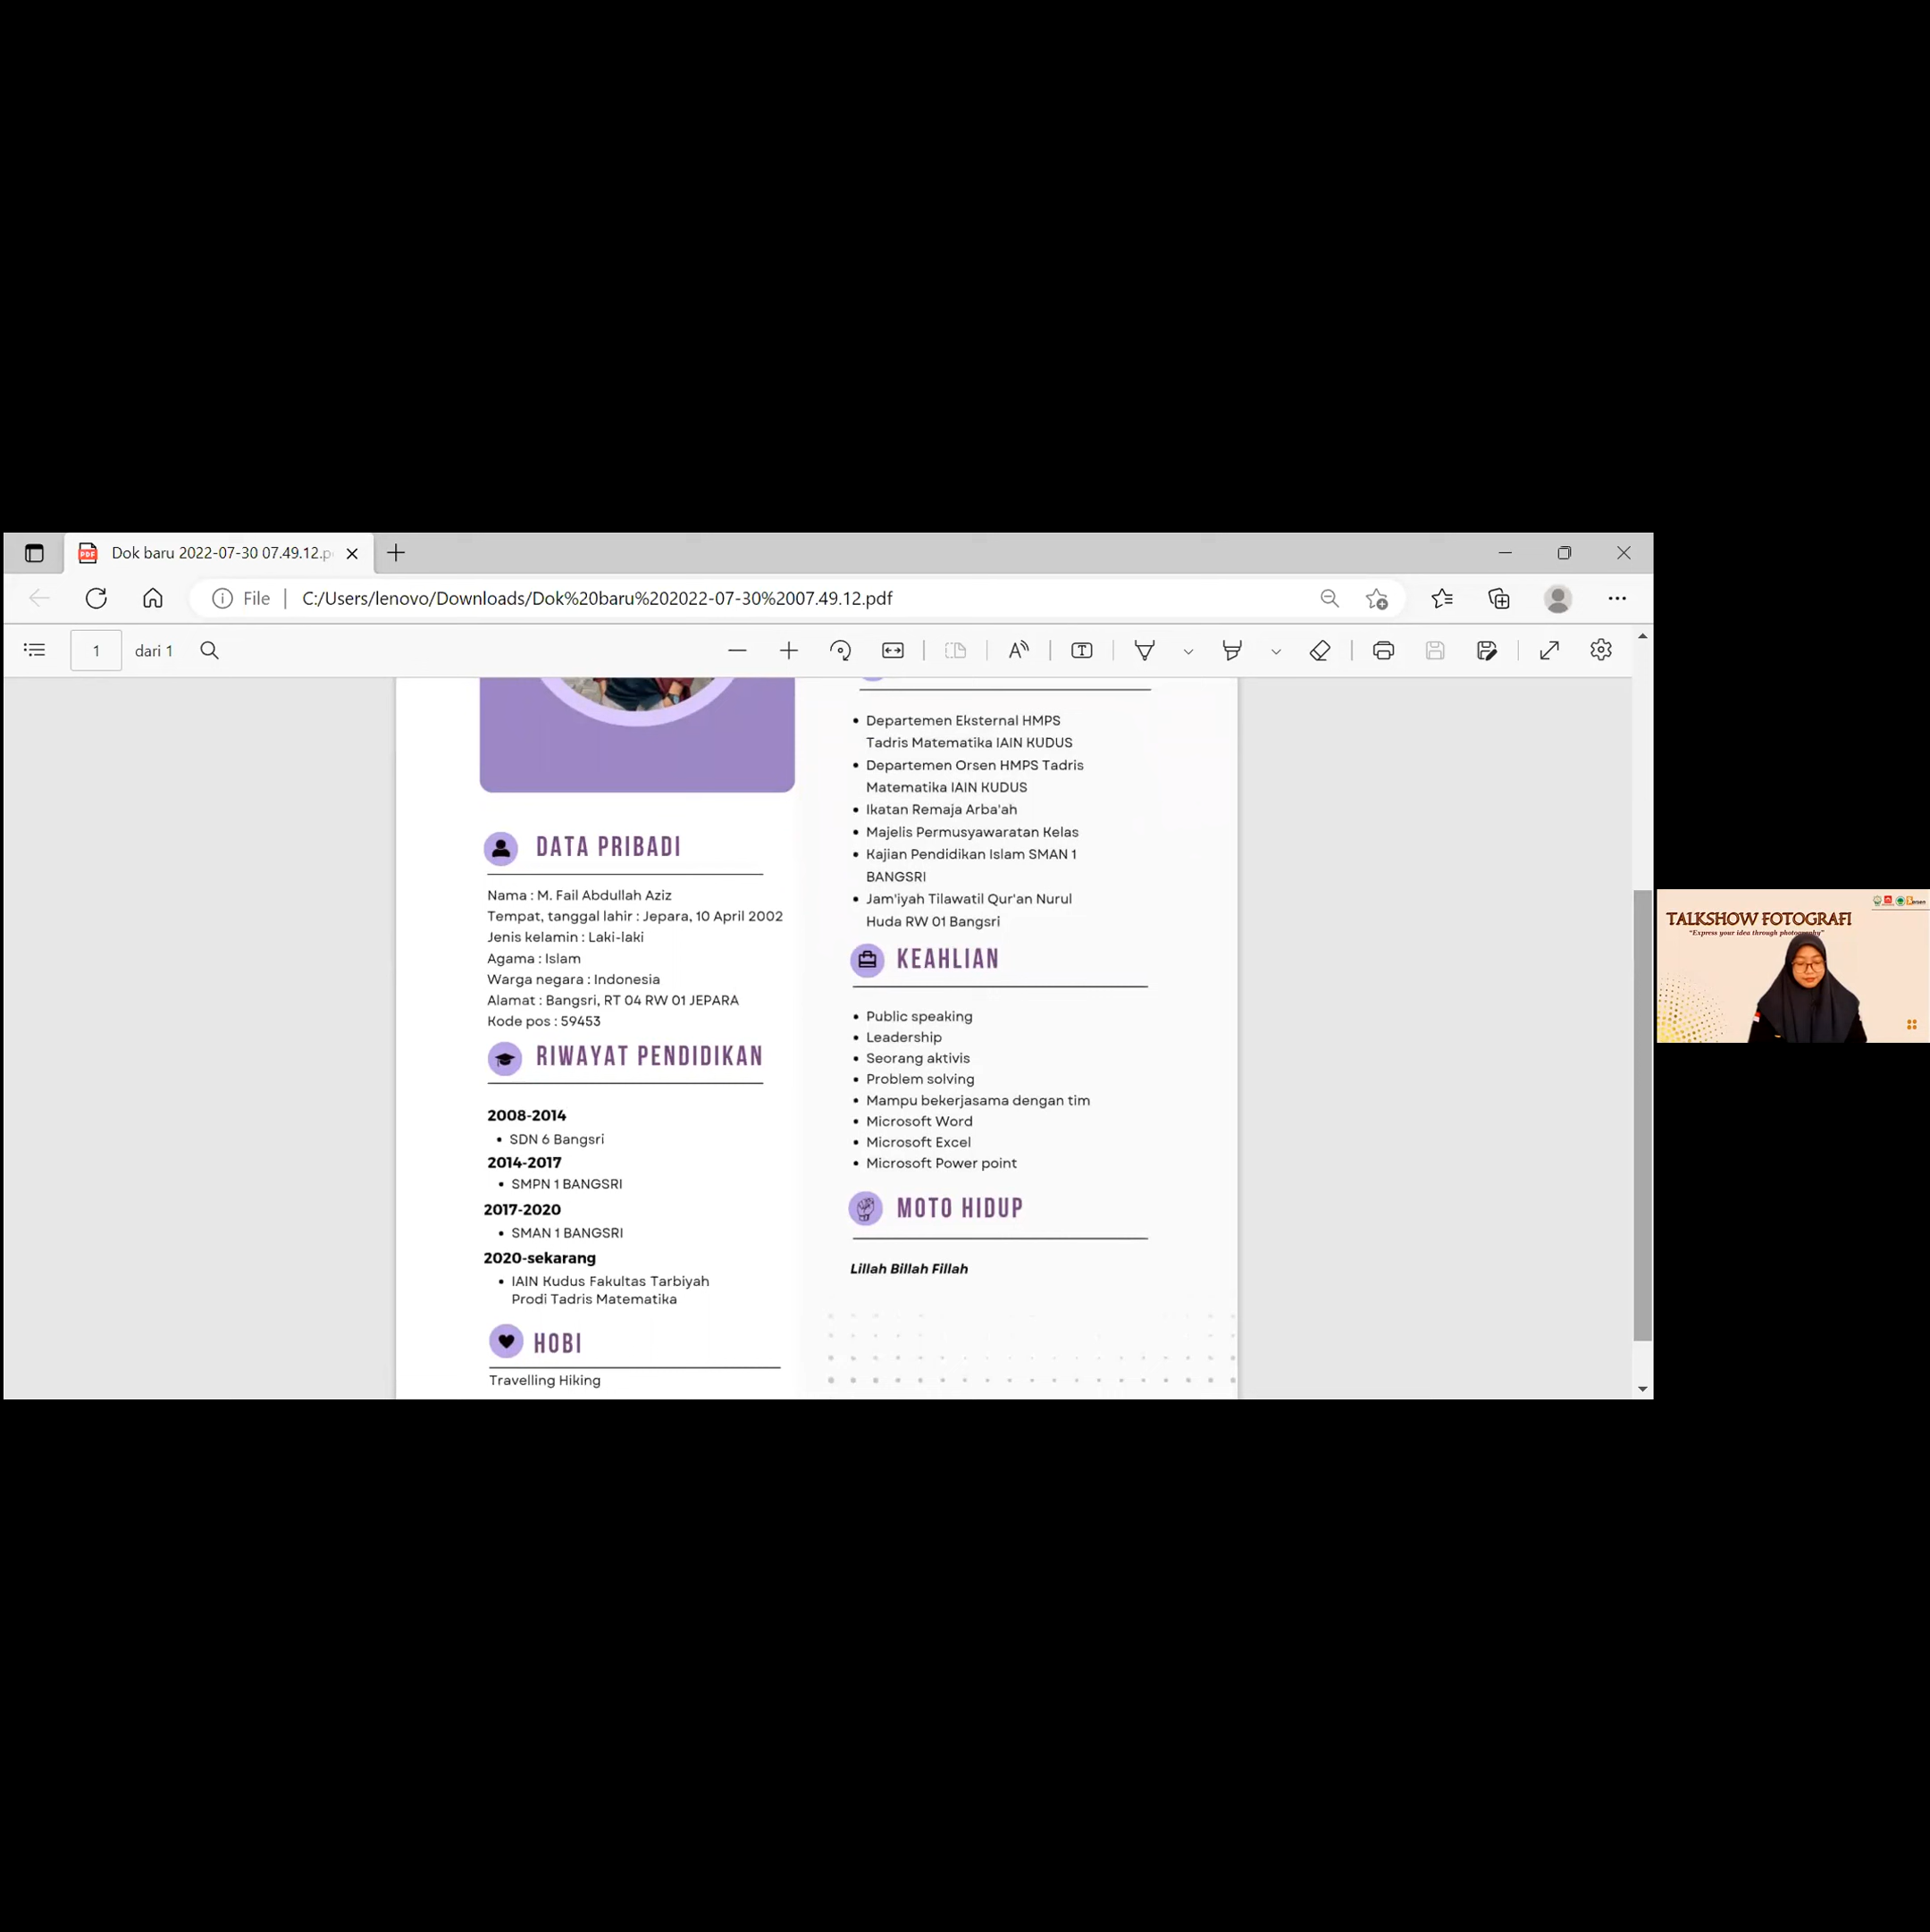 Dok baru 2022-07-30 07.49.12.p
File
C:/Users/lenovo/Downloads/Dok%20baru%202022-07-30%2007.49.12.pdf
1
dari 1
DATA PRIBADI
Nama : M. Fail Abdullah Aziz
Tempat, tanggal lahir : Jepara, 10 April 2002
Jenis kelamin : Laki-laki
Agama : Islam
Warga negara : Indonesia
Alamat : Bangsri, RT 04 RW 01 JEPARA
Kode pos : 59453
RIWAYAT PENDIDIKAN
2008-2014
• SDN 6 Bangsri
2014-2017
• SMPN 1 BANGSRI
2017-2020
• SMAN 1 BANGSRI
2020-sekarang
• IAIN Kudus Fakultas Tarbiyah
Prodi Tadris Matematika
HOBI
Travelling Hiking
• Departemen Eksternal HMPS
Tadris Matematika IAIN KUDUS
• Departemen Orsen HMPS Tadris
Matematika IAIN KUDUS
• Ikatan Remaja Arba'ah
• Majelis Permusyawaratan Kelas
• Kajian Pendidikan Islam SMAN 1
BANGSRI
• Jam'iyah Tilawatil Qur'an Nurul
Huda RW 01 Bangsri
KEAHLIAN
• Public speaking
• Leadership
• Seorang aktivis
• Problem solving
• Mampu bekerjasama dengan tim
• Microsoft Word
• Microsoft Excel
• Microsoft Power point
MOTO HIDUP
Lillah Billah Fillah
TALKSHOW FOTOGRAFI
"Express your idea through photography"